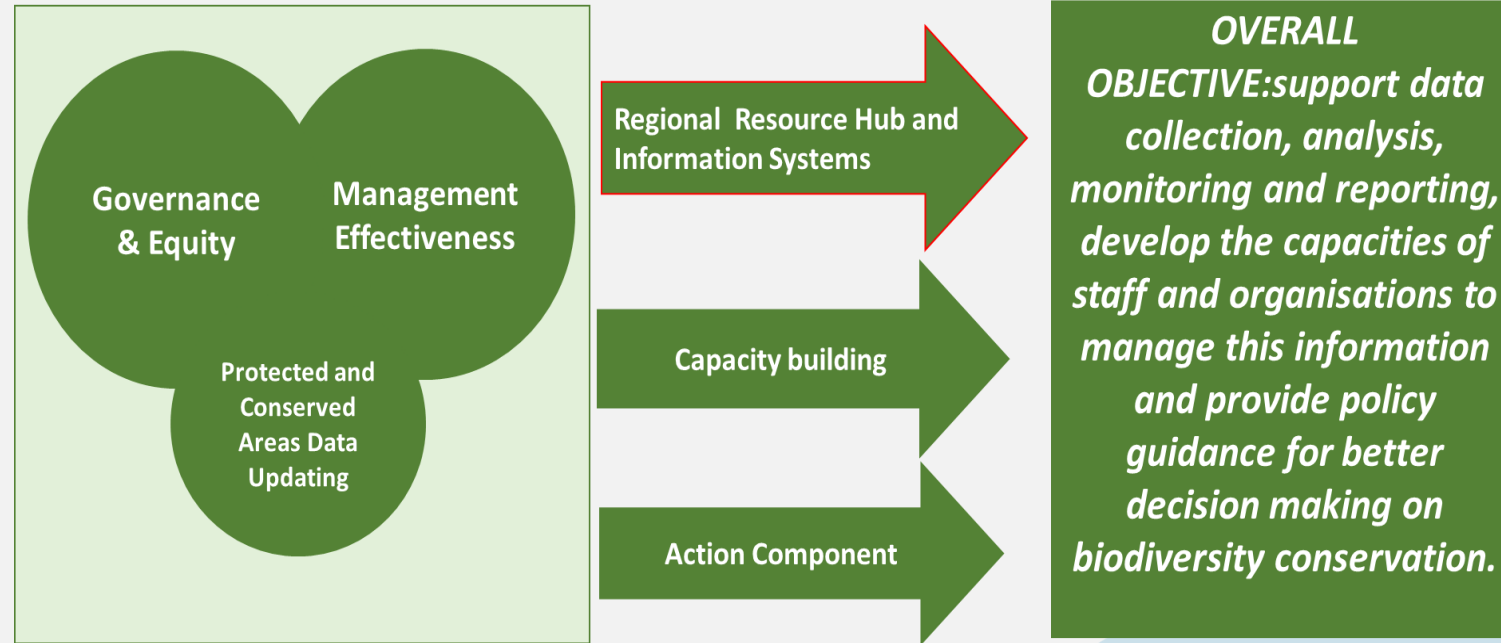 Governance
& Equity
Management
Effectiveness
Protected and
Conserved
Areas Data
Updating
Regional Resource Hub and
Information Systems
Capacity building
Action Component
OVERALL
OBJECTIVE:support data
collection, analysis,
monitoring and reporting,
develop the capacities of
staff and organisations to
manage this information
and provide policy
guidance for better
decision making on
biodiversity conservation.